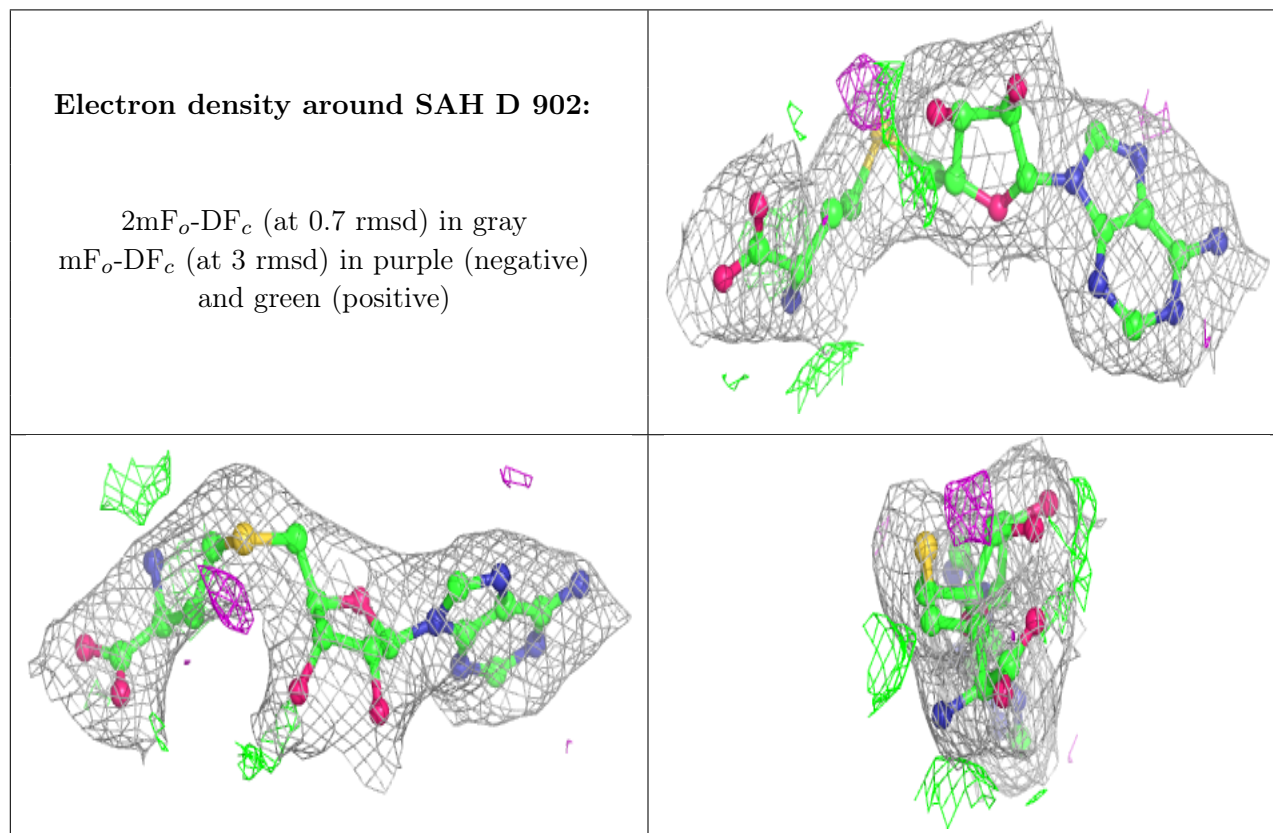 Electron density around SAH D 902:
2mFo-DFc (at 0.7 rmsd) in gray
mFo-DFc (at 3 rmsd) in purple (negative)
and green (positive)